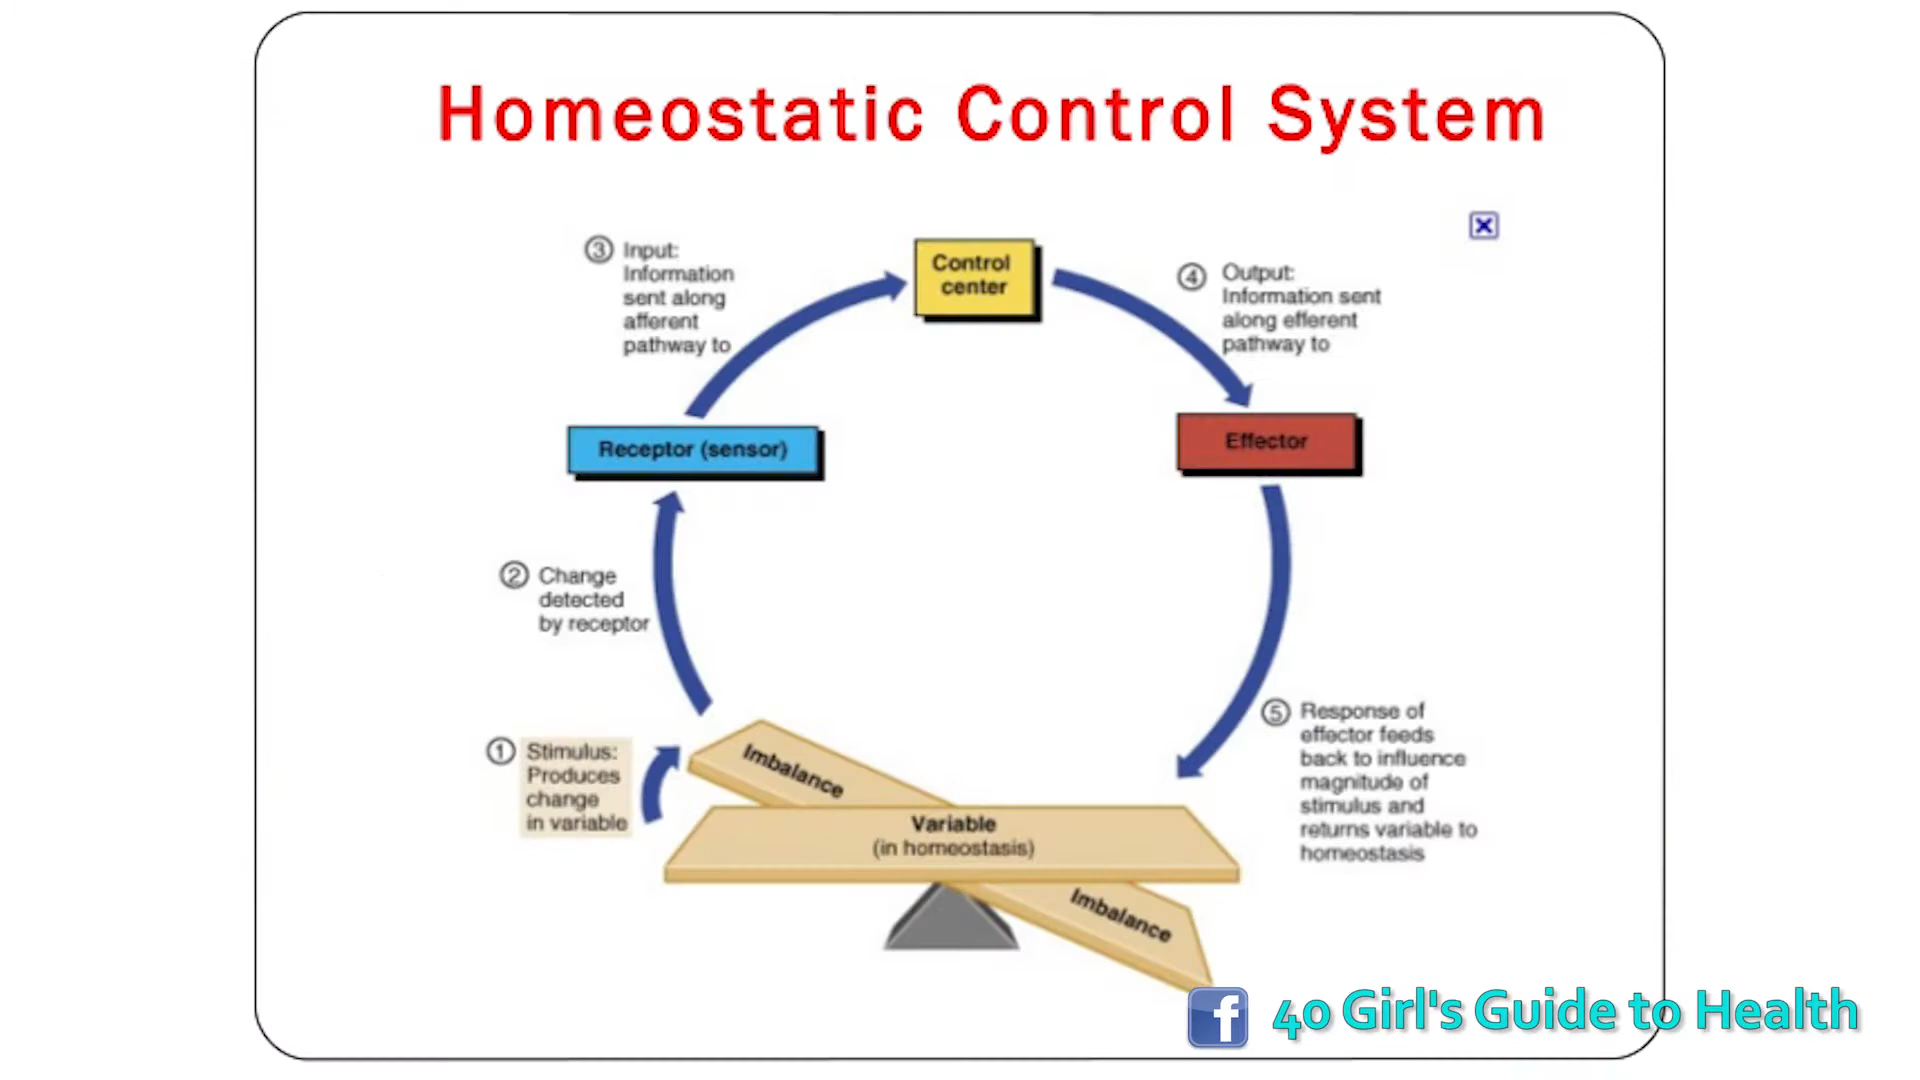 Homeostatic Control System
③ Input:
Information
sent along
afferent
pathway to
Control
center
④ Output:
Information sent
along efferent
pathway to
Receptor (sensor)
Effector
② Change
detected
by receptor
① Stimulus:
Produces
change
in variable
Imbalance
Variable
(in homeostasis)
Imbalance
⑤ Response of
effector feeds
back to influence
magnitude of
stimulus and
returns variable to
homeostasis
f 40 Girl's Guide to Health